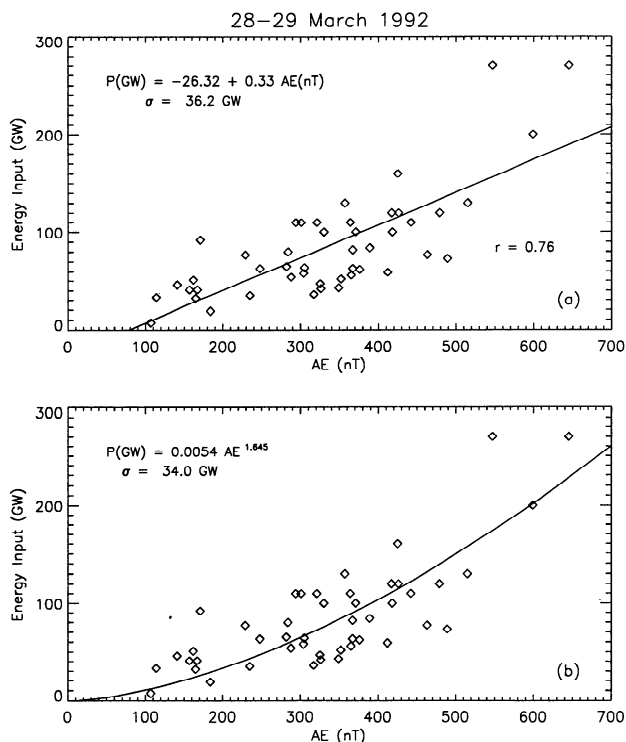 28-29 March 1992
300
P(GW) = -26.32 + 0.33 AE(nT)
σ = 36.2 GW
200
Energy Input (GW)
100
r = 0.76
(a)
0
0 100 200 300 400 500 600 700
AE (nT)
300
P(GW) = 0.0054 AE^1.645
σ = 34.0 GW
200
Energy Input (GW)
100
(b)
0
0 100 200 300 400 500 600 700
AE (nT)